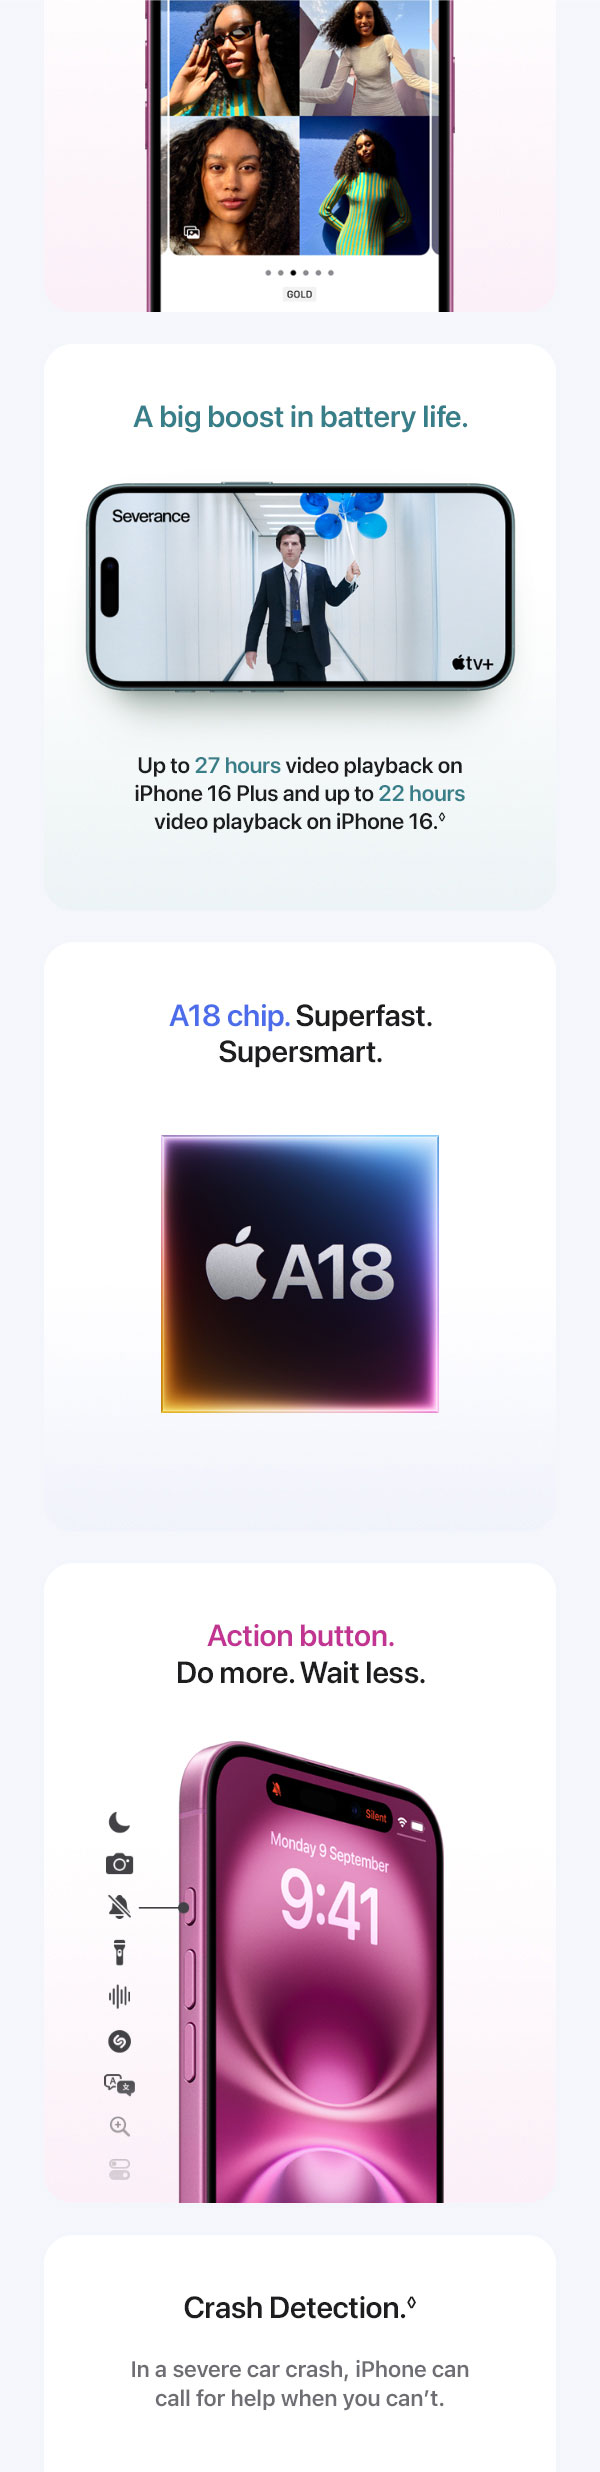 GOLD
A big boost in battery life.
Severance
tv+
Up to 27 hours video playback on
iPhone 16 Plus and up to 22 hours
video playback on iPhone 16.◊
A18 chip. Superfast.
Supersmart.
A18
Action button.
Do more. Wait less.
Silent
Monday 9 September
9:41
A 文
Crash Detection.◊
In a severe car crash, iPhone can
call for help when you can’t.